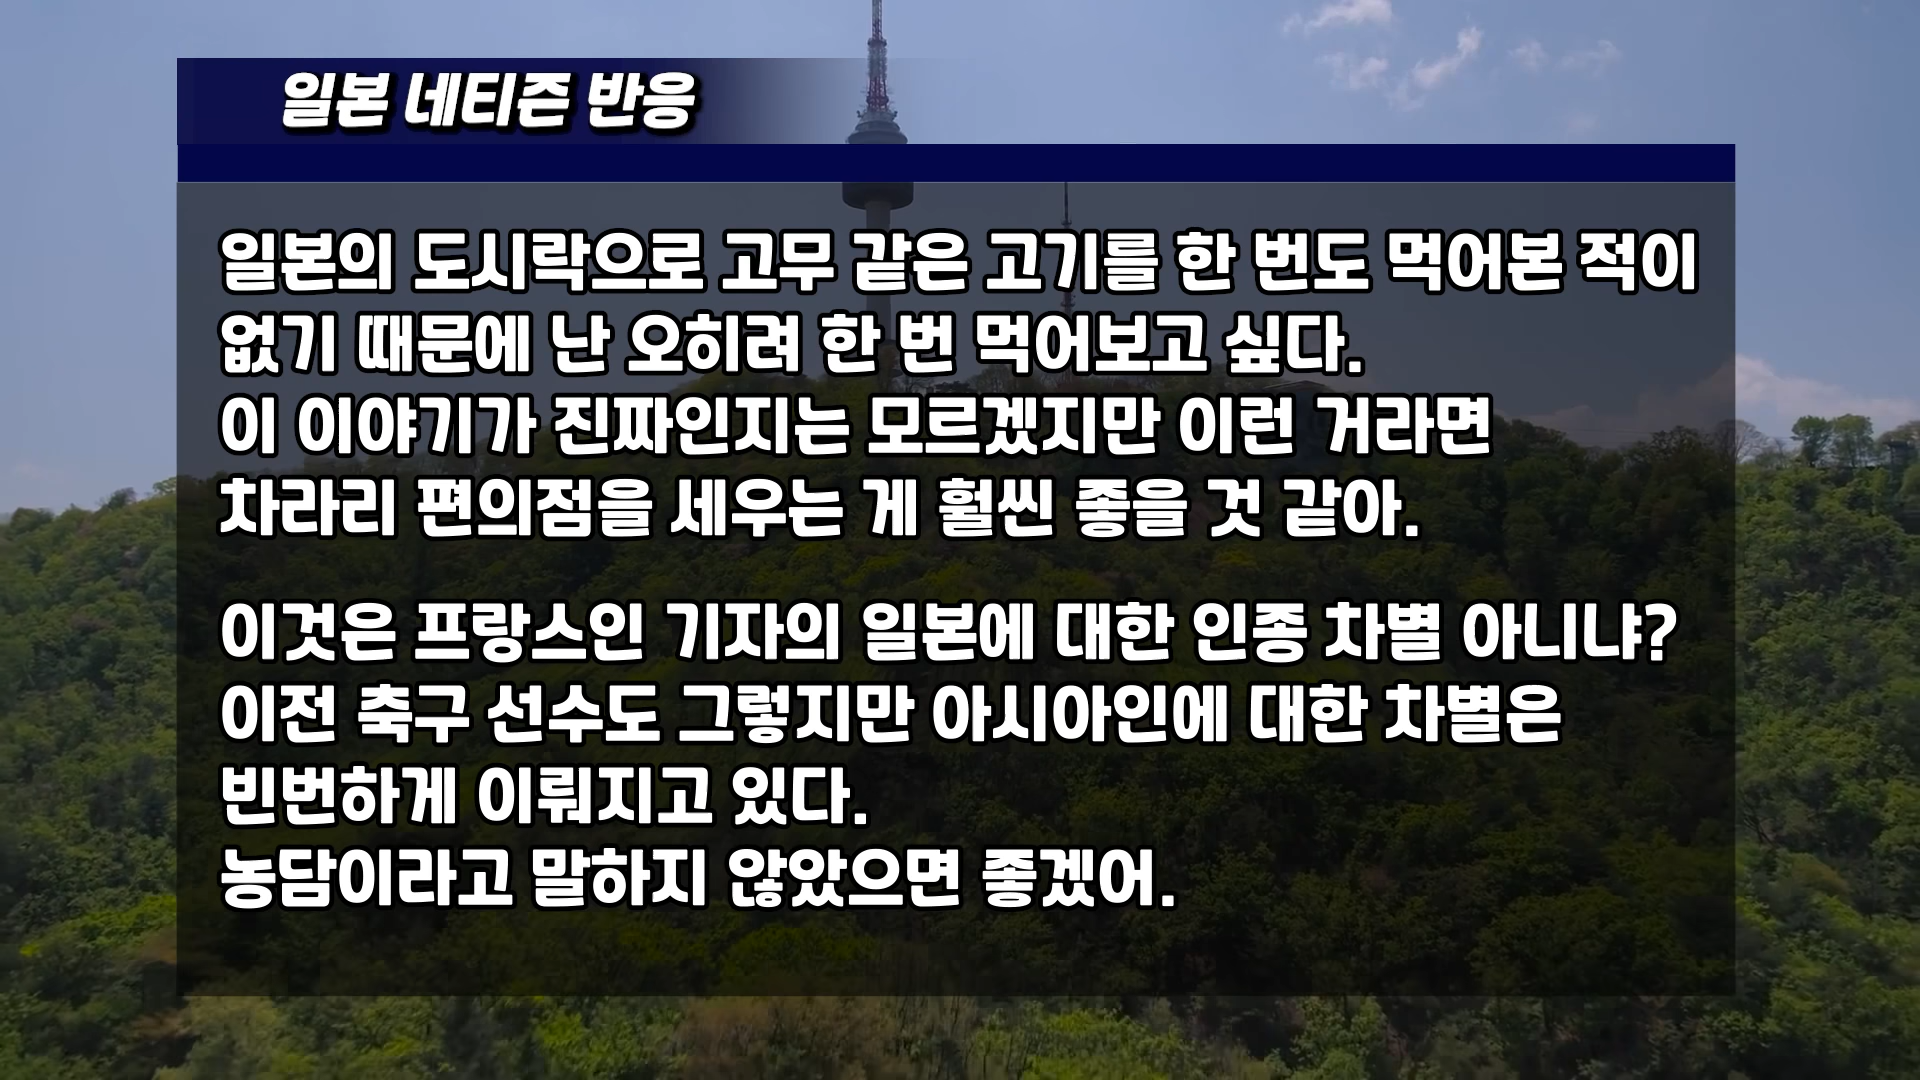 일본 네티즌 반응
일본의 도시락으로 고무 같은 고기를 한 번도 먹어본 적이
없기 때문에 난 오히려 한 번 먹어보고 싶다.
이 이야기가 진짜인지는 모르겠지만 이런 거라면
차라리 편의점을 세우는 게 훨씬 좋을 것 같아.
이것은 프랑스인 기자의 일본에 대한 인종 차별 아니냐?
이전 축구 선수도 그렇지만 아시아인에 대한 차별은
빈번하게 이뤄지고 있다.
농담이라고 말하지 않았으면 좋겠어.